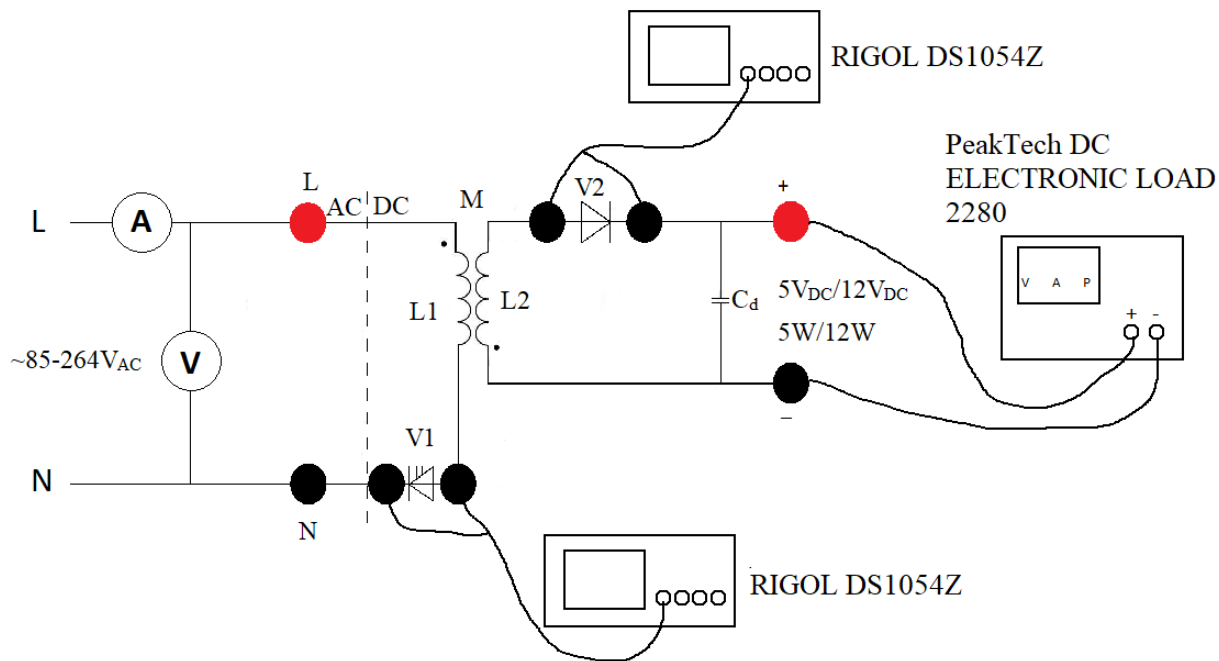 RIGOL DS1054Z
PeakTech DC
ELECTRONIC LOAD
2280
L
A
L
AC
DC
M
V2
+
V A P
+ -
L1
L2
Cd
5VDC/12VDC
5W/12W
~85-264VAC
V
N
N
V1
–
RIGOL DS1054Z